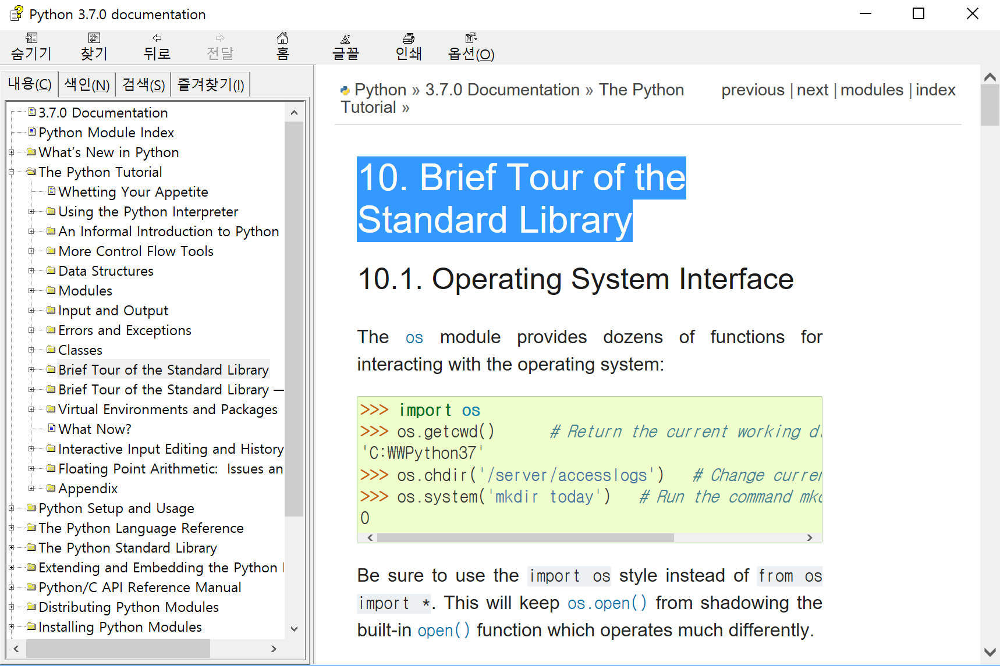 Python 3.7.0 documentation
숨기기 찾기 뒤로 전달 홈 글꼴 인쇄 옵션(O)
내용(C) 색인(N) 검색(S) 즐겨찾기(I)
3.7.0 Documentation
Python Module Index
What's New in Python
The Python Tutorial
Whetting Your Appetite
Using the Python Interpreter
An Informal Introduction to Python
More Control Flow Tools
Data Structures
Modules
Input and Output
Errors and Exceptions
Classes
Brief Tour of the Standard Library
Brief Tour of the Standard Library —
Virtual Environments and Packages
What Now?
Interactive Input Editing and History
Floating Point Arithmetic: Issues an
Appendix
Python Setup and Usage
The Python Language Reference
The Python Standard Library
Extending and Embedding the Python
Python/C API Reference Manual
Distributing Python Modules
Installing Python Modules
Python » 3.7.0 Documentation » The Python
Tutorial »
previous | next | modules | index
10. Brief Tour of the
Standard Library
10.1. Operating System Interface
The os module provides dozens of functions for
interacting with the operating system:
>>> import os
>>> os.getcwd() # Return the current working d
'C:₩₩Python37'
>>> os.chdir('/server/accesslogs') # Change curren
>>> os.system('mkdir today') # Run the command mk
0
Be sure to use the import os style instead of from os
import *. This will keep os.open() from shadowing the
built-in open() function which operates much differently.